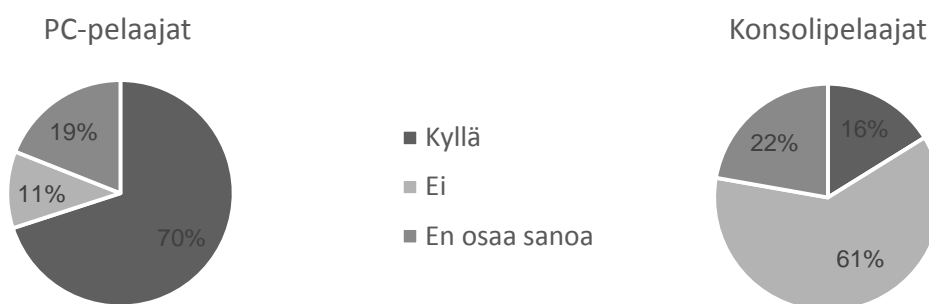 PC-pelaajat
19%
11%
70%
Kyllä
Ei
En osaa sanoa
Konsolipelaajat
16%
22%
61%